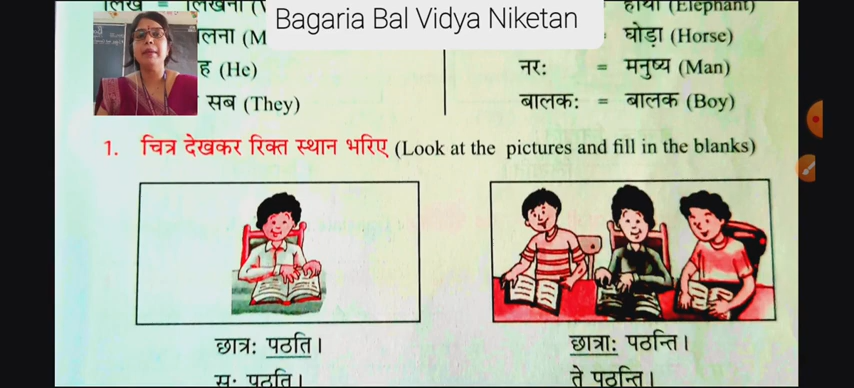 Bagaria Bal Vidya Niketan
(Elephant)
घोड़ा (Horse)
(He)
नर: = मनुष्य (Man)
सब (They)
बालक: = बालक (Boy)
1. चित्र देखकर रिक्त स्थान भरिए (Look at the pictures and fill in the blanks)
छात्र: पठति।
छात्रा: पठन्ति।
ते पठन्ति।